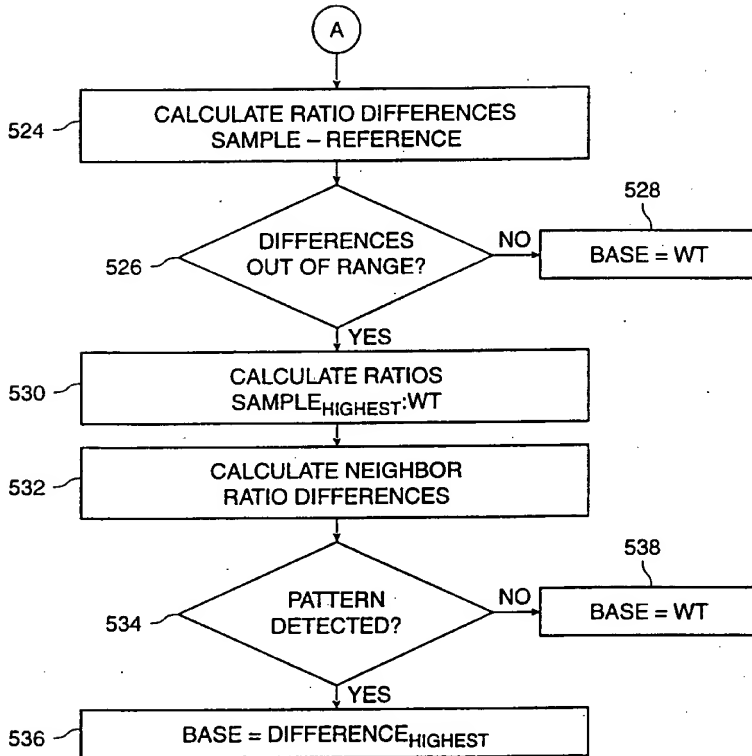 A
524
CALCULATE RATIO DIFFERENCES
SAMPLE – REFERENCE
528
526
DIFFERENCES
OUT OF RANGE?
NO
BASE = WT
YES
530
CALCULATE RATIOS
SAMPLEHIGHEST:WT
532
CALCULATE NEIGHBOR
RATIO DIFFERENCES
538
534
PATTERN
DETECTED?
NO
BASE = WT
YES
536
BASE = DIFFERENCEHIGHEST